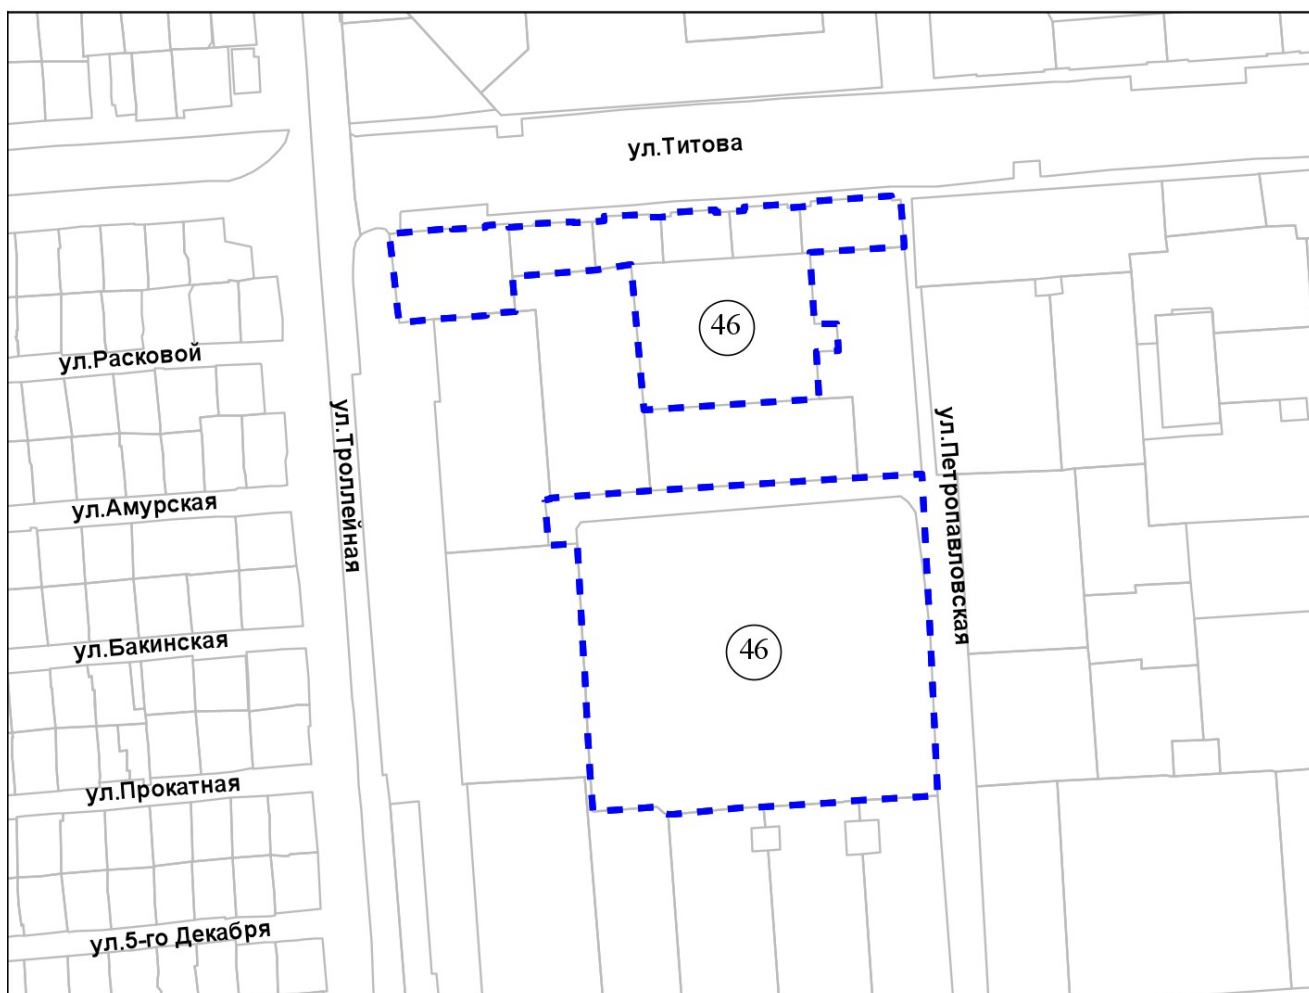 ул.Титова
46
ул.Расковой
ул.Троллейная
ул.Петропавловская
ул.Амурская
ул.Бакинская
46
ул.Прокатная
ул.5-го Декабря